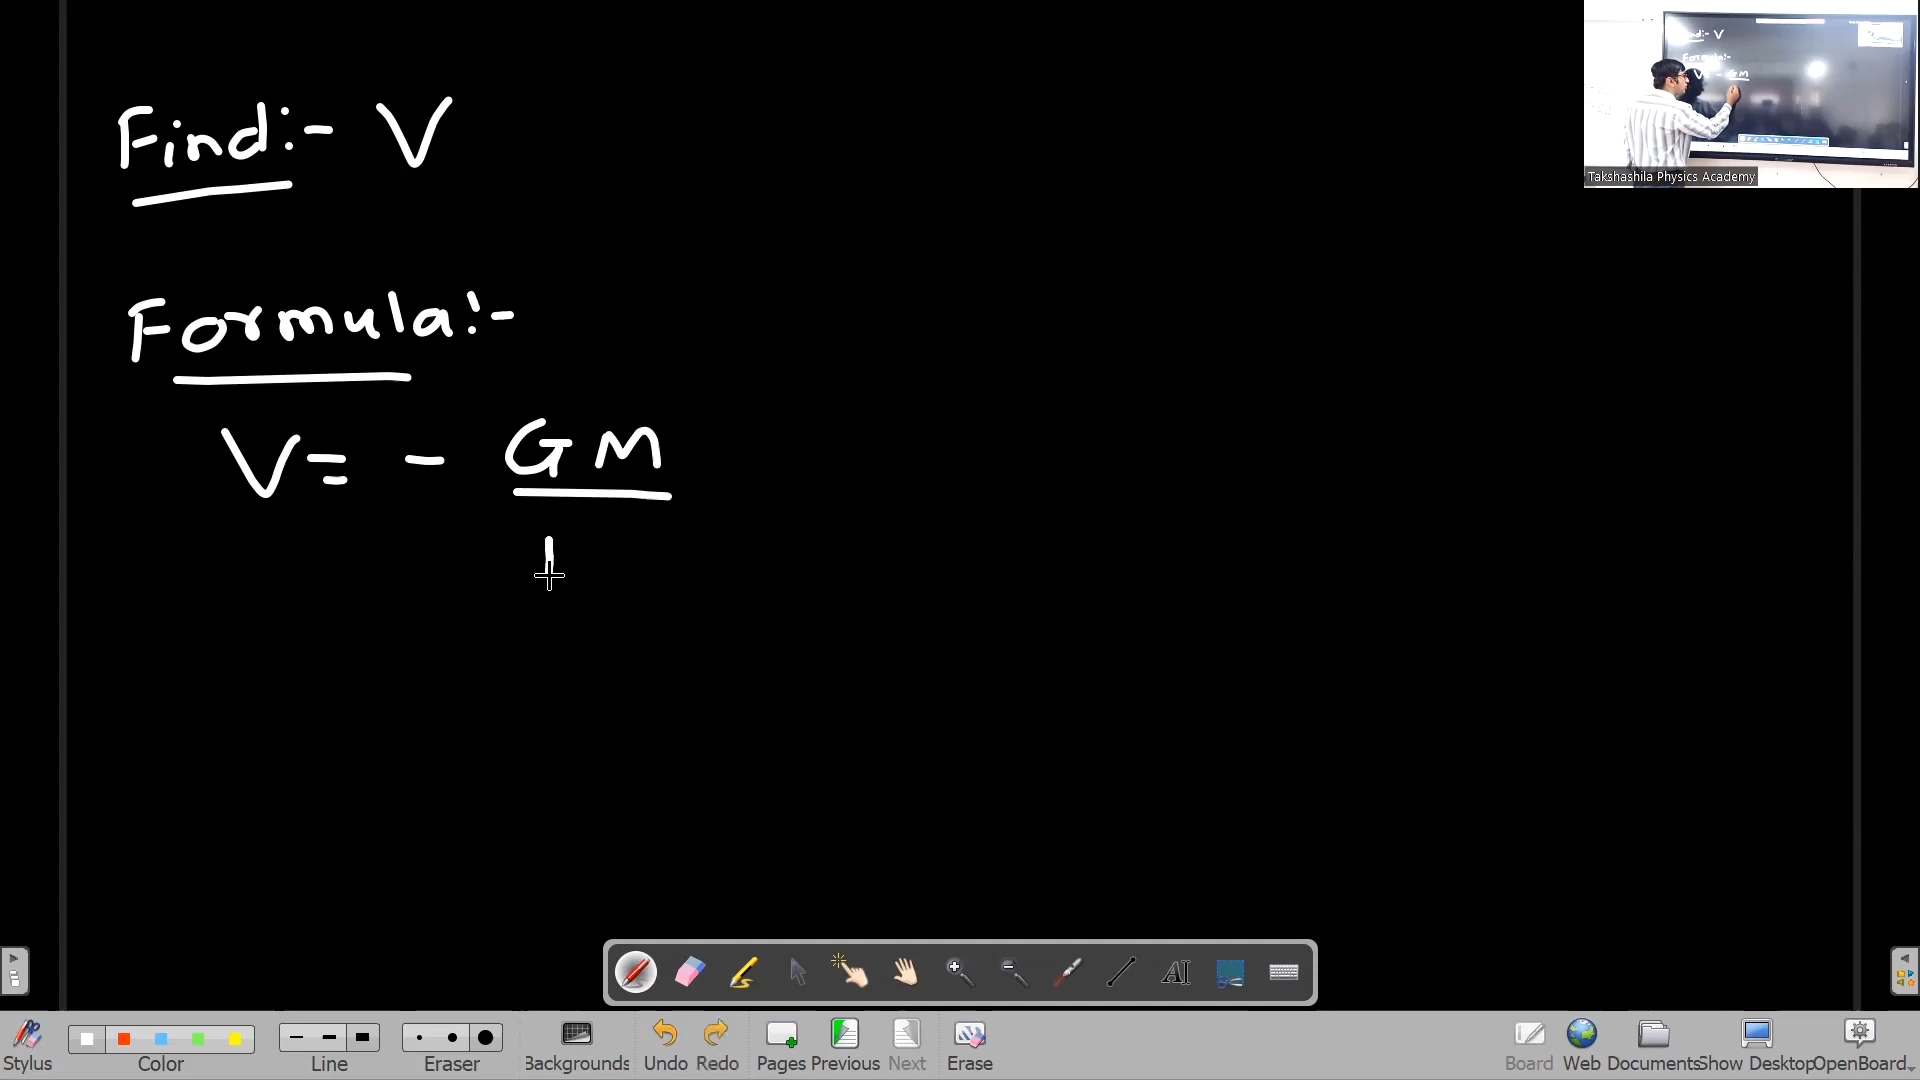 Find:- V
Formula:-
V = - GM
Takshashila Physics Academy
Stylus
Color
Line
Eraser
Backgrounds
Undo
Redo
Pages
Previous
Next
Erase
Board
Web
Documents
Show Desktop
OpenBoard